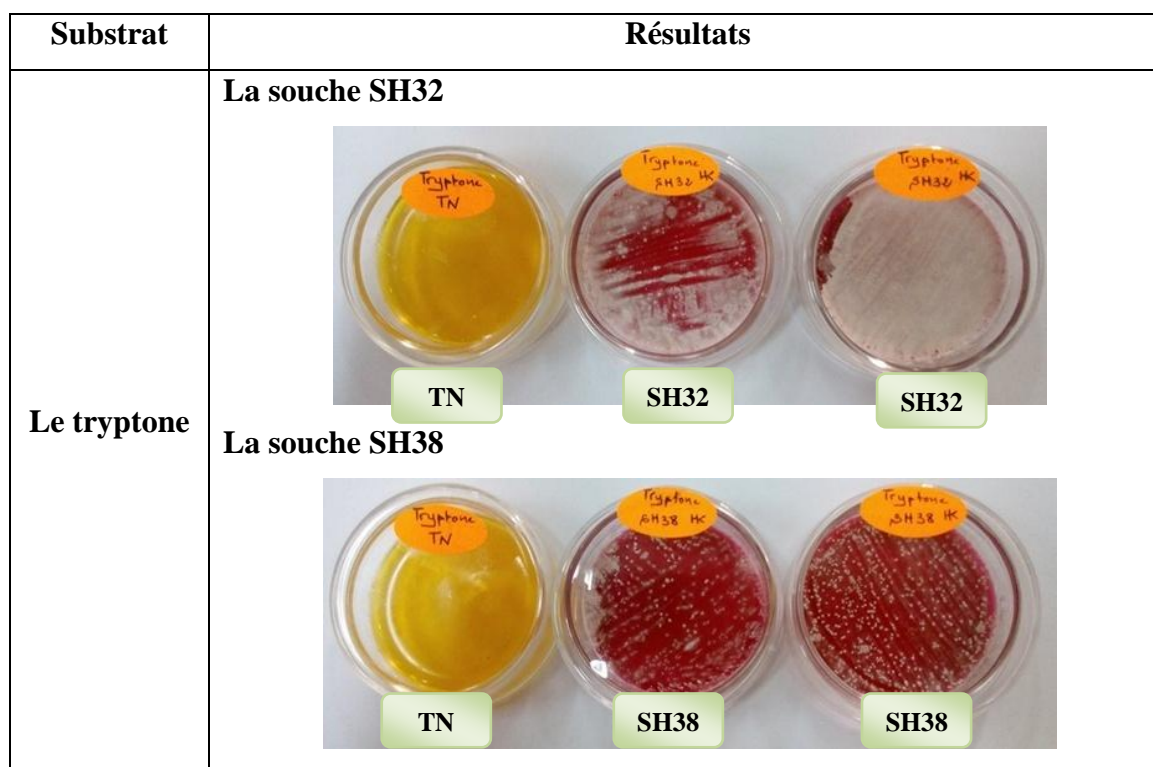 Substrat
Résultats
Le tryptone
La souche SH32
Tryptone
TN
Tryptone
SH32 HK
Tryptone
SH32 HK
TN
SH32
SH32
La souche SH38
Tryptone
TN
Tryptone
SH38 HK
Tryptone
SH38 HK
TN
SH38
SH38